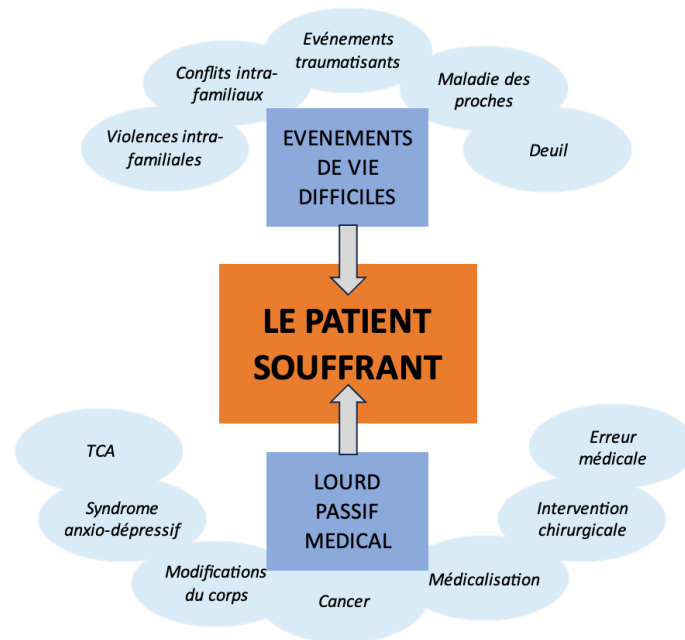 Evénements
traumatisants
Conflits intra-
familiaux
Maladie des
proches
Violences intra-
familiales
Deuil
EVENEMENTS
DE VIE
DIFFICILES
LE PATIENT
SOUFFRANT
TCA
Erreur
médicale
LOURD
PASSIF
MEDICAL
Syndrome
anxio-dépressif
Intervention
chirurgicale
Modifications
du corps
Médicalisation
Cancer